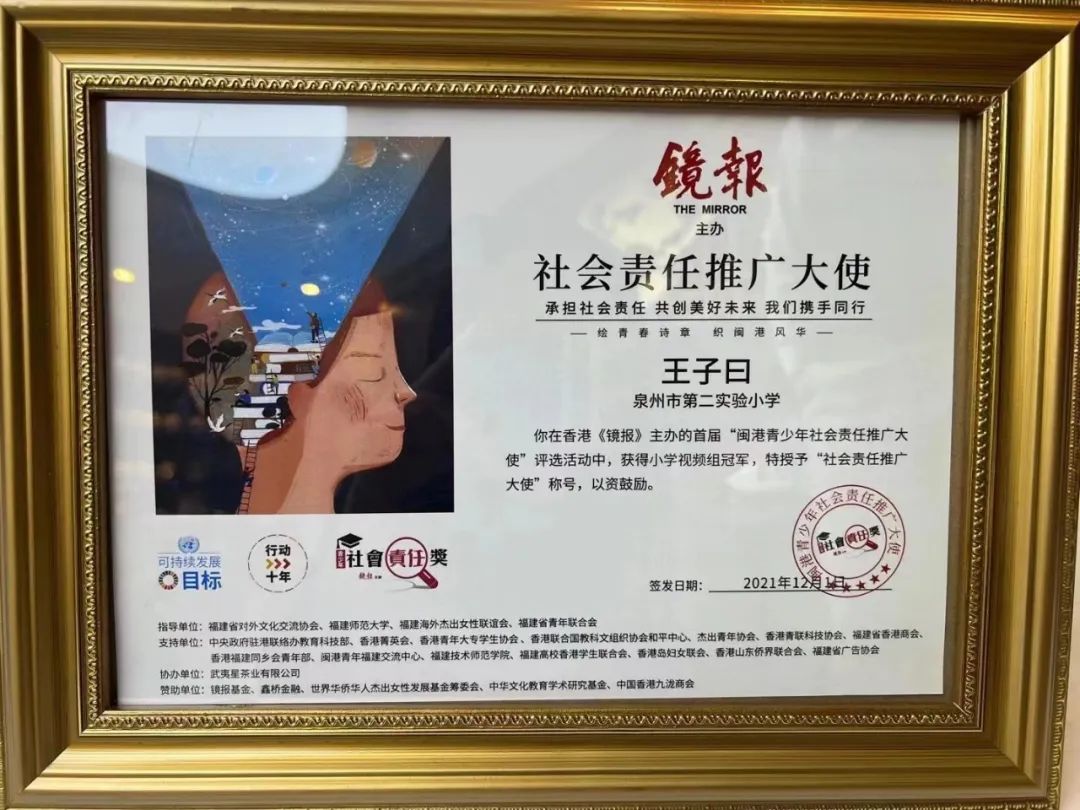 鏡報
THE MIRROR
主办
社会责任推广大使
承担社会责任 共创美好未来 我们携手同行
— 绘青春诗章 织闽港风华 —
王子曰
泉州市第二实验小学
你在香港《镜报》主办的首届“闽港青少年社会责任推广大
使”评选活动中，获得小学视频组冠军，特授予“社会责任推广
大使”称号，以资鼓励。
闽港青少年社会责任推广大使
社會責任獎
签发日期： 2021年12月1日
可持续发展
目标
行动
十年
社會責任獎
指导单位：福建省对外文化交流协会、福建师范大学、福建海外杰出女性联谊会、福建省青年联合会
支持单位：中央政府驻港联络办教育科技部、香港菁英会、香港青年大专学生协会、香港联合国教科文组织协会和平中心、杰出青年协会、香港青联科技协会、福建省香港商会、
香港福建同乡会青年部、闽港青年福建交流中心、福建技术师范学院、福建高校香港学生联合会、香港岛妇女联会、香港山东侨界联合会、福建省广告协会
协办单位：武夷星茶业有限公司
赞助单位：镜报基金、鑫桥金融、世界华侨华人杰出女性发展基金筹委会、中华文化教育学术研究基金、中国香港九龙商会